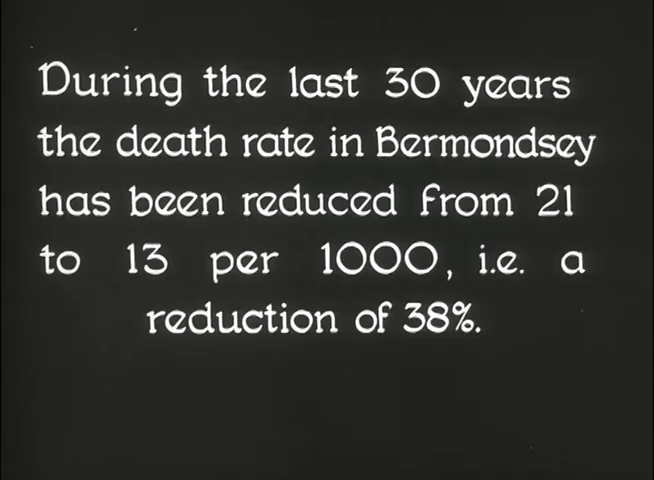 During the last 30 years
the death rate in Bermondsey
has been reduced from 21
to 13 per 1000, i.e. a
reduction of 38%.